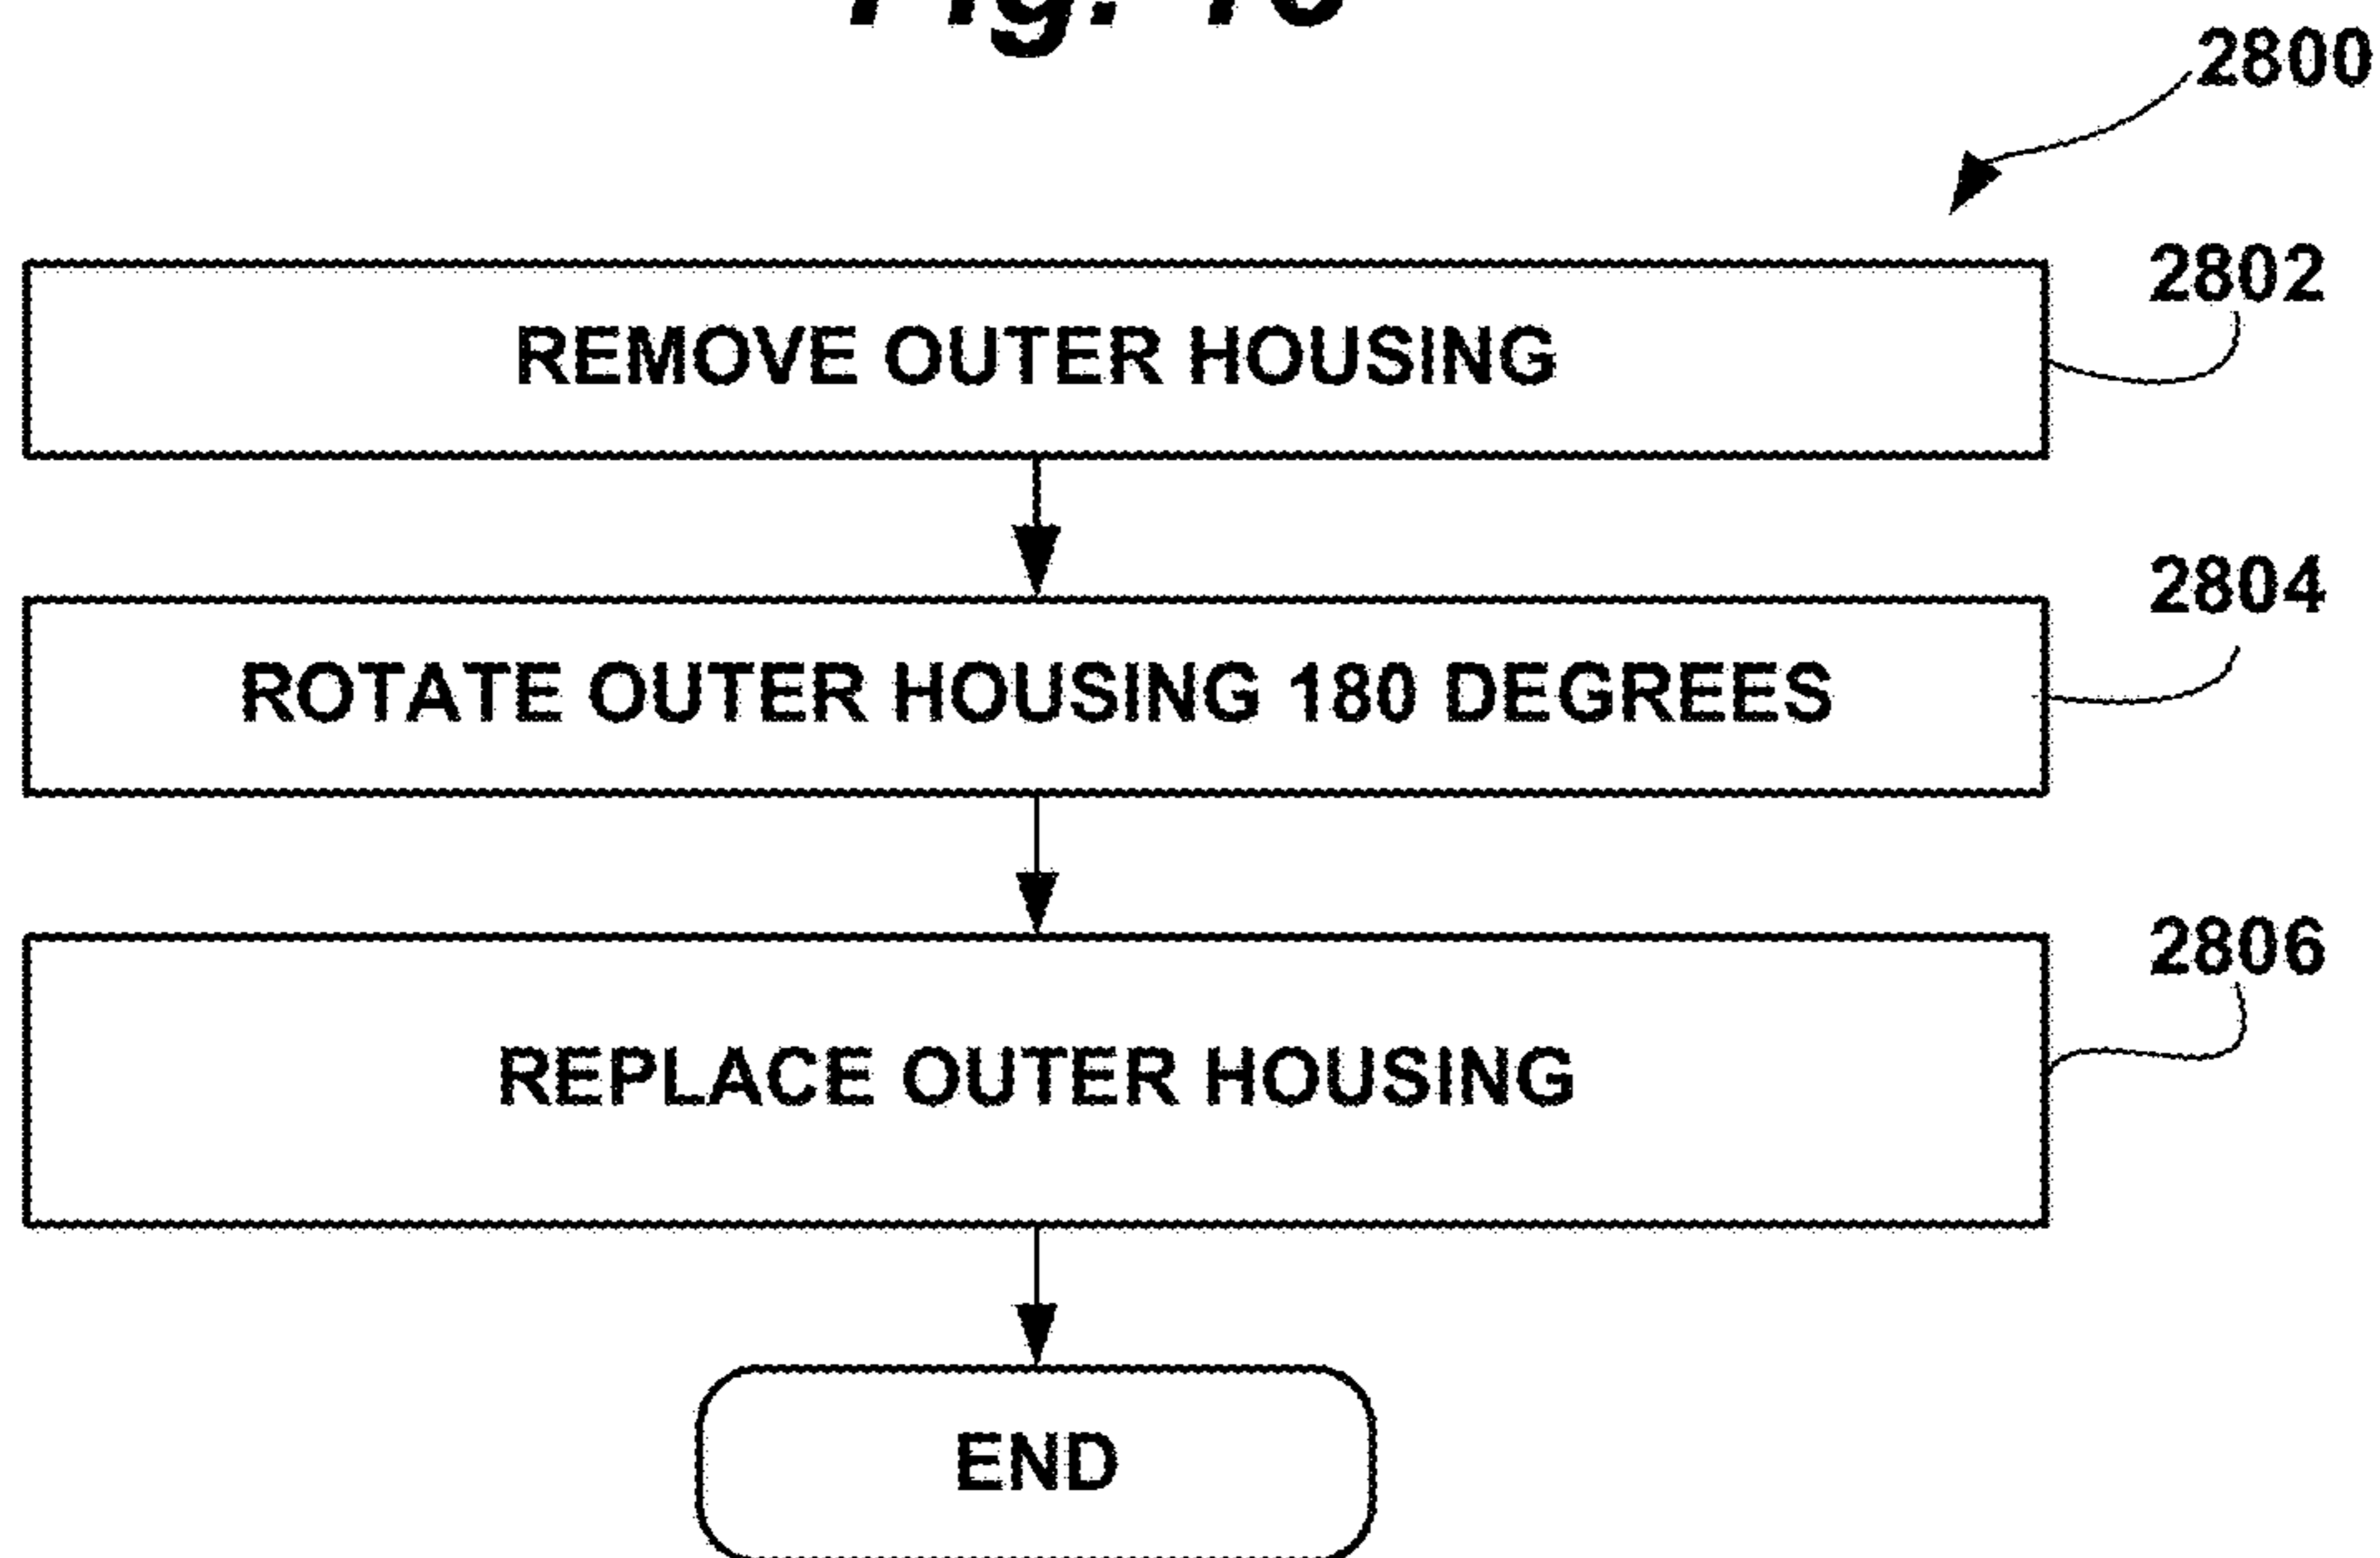 2800
2802
REMOVE OUTER HOUSING
2804
ROTATE OUTER HOUSING 180 DEGREES
2806
REPLACE OUTER HOUSING
END